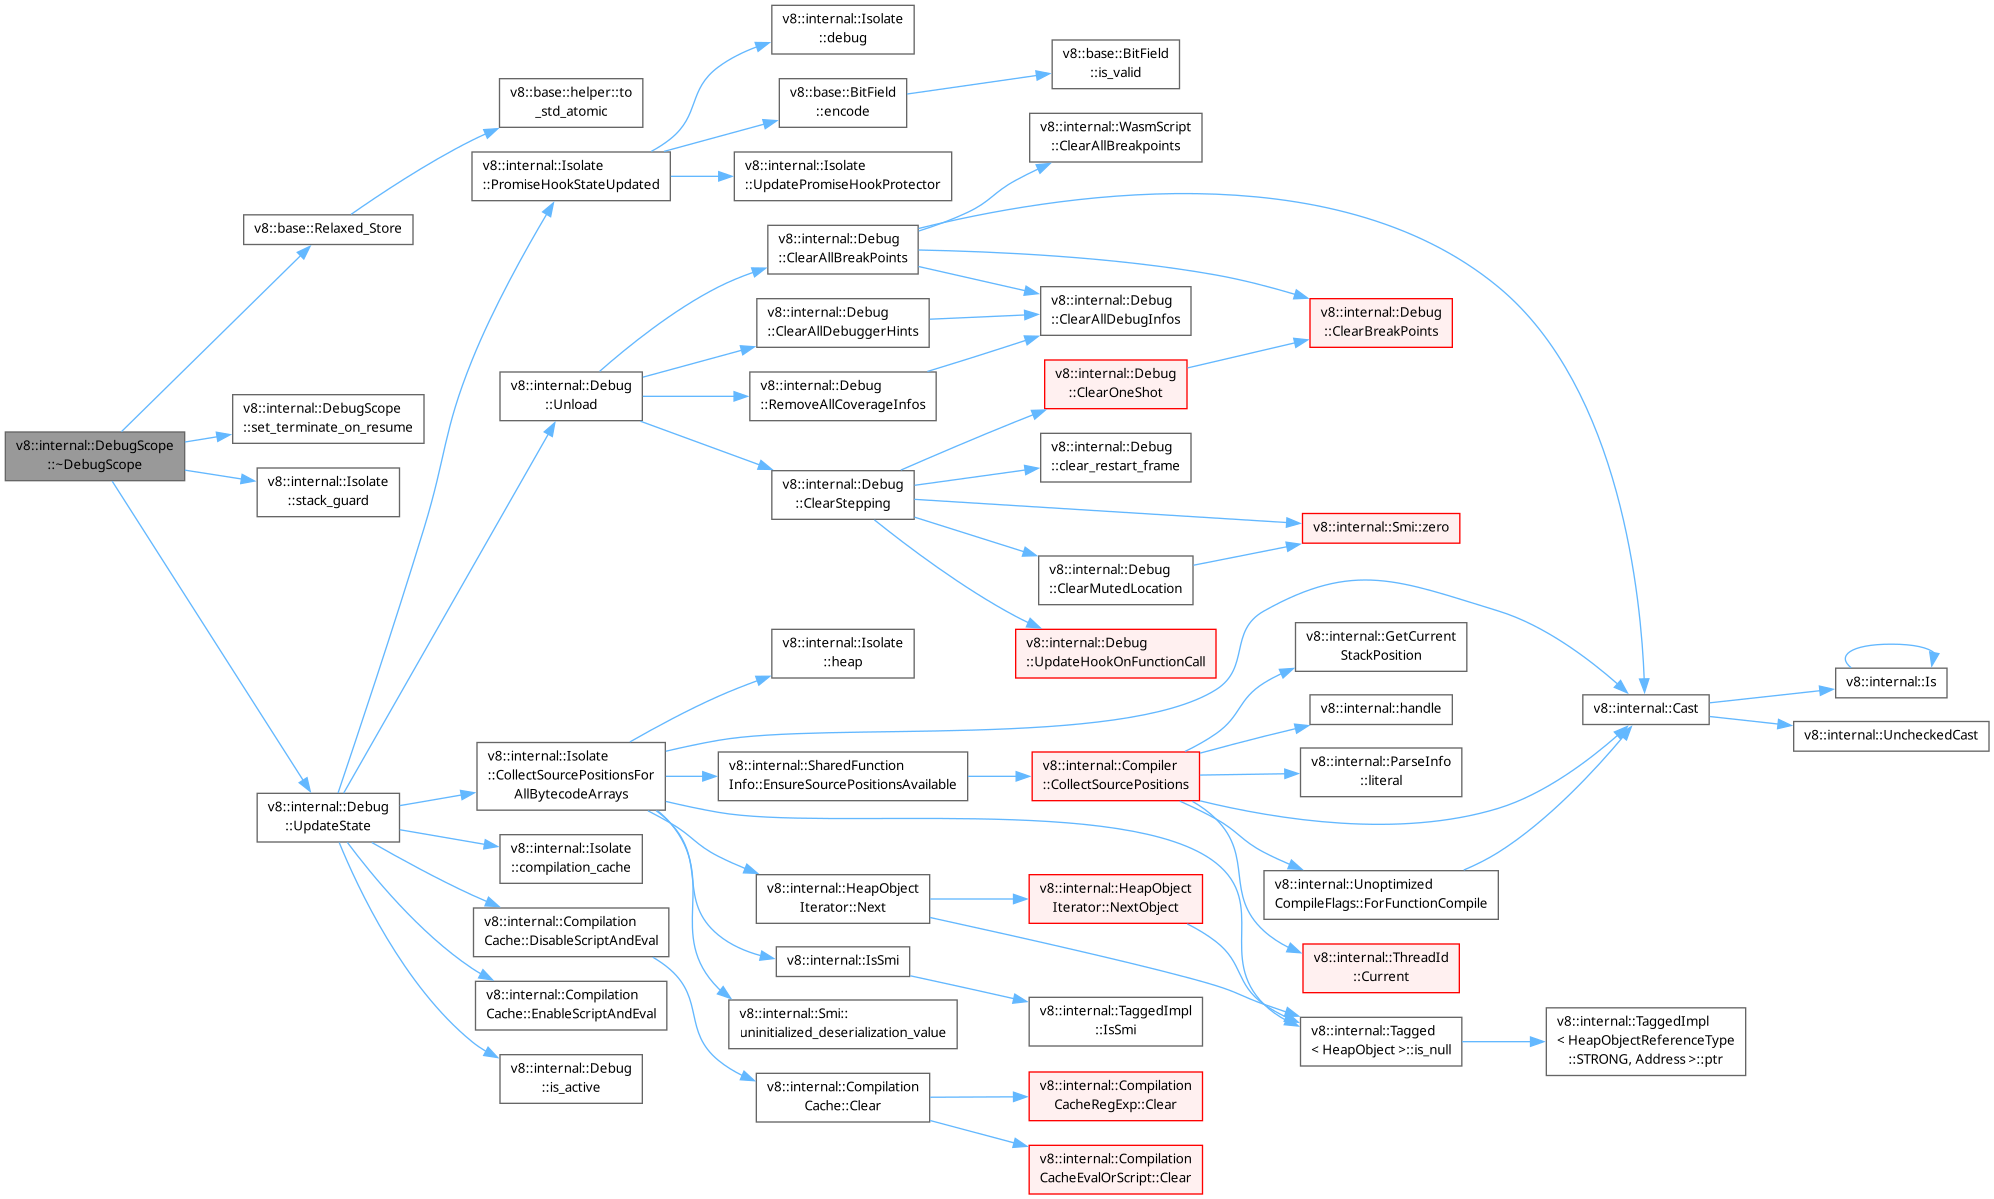 v8::internal::DebugScope
::~DebugScope
v8::base::Relaxed_Store
v8::internal::DebugScope
::set_terminate_on_resume
v8::internal::Isolate
::stack_guard
v8::internal::Debug
::UpdateState
v8::base::helper::to
_std_atomic
v8::internal::Isolate
::PromiseHookStateUpdated
v8::internal::Debug
::Unload
v8::internal::Isolate
::CollectSourcePositionsFor
AllBytecodeArrays
v8::internal::Isolate
::compilation_cache
v8::internal::Compilation
Cache::DisableScriptAndEval
v8::internal::Compilation
Cache::EnableScriptAndEval
v8::internal::Debug
::is_active
v8::internal::Isolate
::debug
v8::base::BitField
::encode
v8::internal::Isolate
::UpdatePromiseHookProtector
v8::internal::Debug
::ClearAllBreakPoints
v8::internal::Debug
::ClearAllDebuggerHints
v8::internal::Debug
::RemoveAllCoverageInfos
v8::internal::Debug
::ClearStepping
v8::internal::Isolate
::heap
v8::internal::SharedFunction
Info::EnsureSourcePositionsAvailable
v8::internal::HeapObject
Iterator::Next
v8::internal::IsSmi
v8::internal::Smi::
uninitialized_deserialization_value
v8::internal::Compilation
Cache::Clear
v8::base::BitField
::is_valid
v8::internal::WasmScript
::ClearAllBreakpoints
v8::internal::Debug
::ClearAllDebugInfos
v8::internal::Debug
::ClearOneShot
v8::internal::Debug
::clear_restart_frame
v8::internal::Debug
::ClearMutedLocation
v8::internal::Debug
::UpdateHookOnFunctionCall
v8::internal::Compiler
::CollectSourcePositions
v8::internal::HeapObject
Iterator::NextObject
v8::internal::TaggedImpl
::IsSmi
v8::internal::Compilation
CacheRegExp::Clear
v8::internal::Compilation
CacheEvalOrScript::Clear
v8::internal::Debug
::ClearBreakPoints
v8::internal::Smi::zero
v8::internal::GetCurrent
StackPosition
v8::internal::handle
v8::internal::ParseInfo
::literal
v8::internal::Unoptimized
CompileFlags::ForFunctionCompile
v8::internal::ThreadId
::Current
v8::internal::Tagged
< HeapObject >::is_null
v8::internal::Cast
v8::internal::TaggedImpl
< HeapObjectReferenceType
::STRONG, Address >::ptr
v8::internal::Is
v8::internal::UncheckedCast